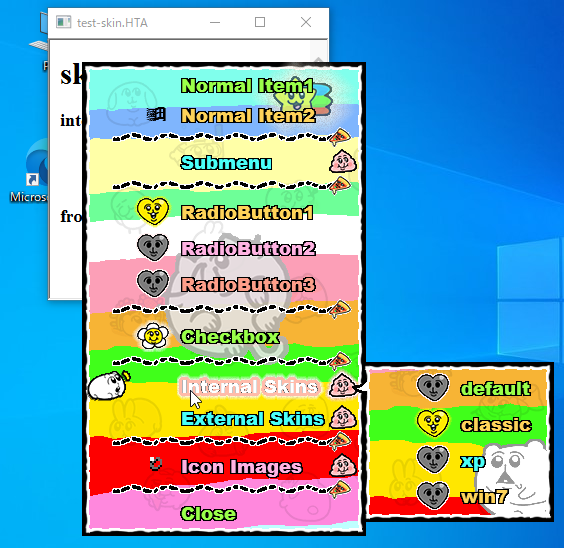 test-skin.HTA
sk
Normal Item1
int
Normal Item2
Submenu
Micros
fro
RadioButton1
RadioButton2
RadioButton3
Checkbox
Internal Skins
External Skins
Icon Images
Close
default
classic
xp
win7